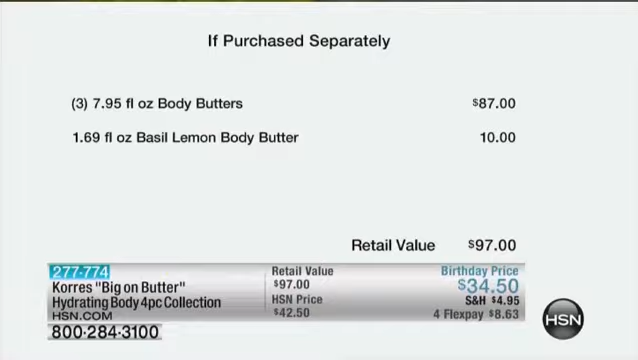 If Purchased Separately
(3) 7.95 fl oz Body Butters $87.00
1.69 fl oz Basil Lemon Body Butter 10.00
Retail Value $97.00
277-774
Korres "Big on Butter"
Hydrating Body 4pc Collection
HSN.COM
800-284-3100
Retail Value
$97.00
HSN Price
$42.50
Birthday Price
$34.50
S&H $4.95
4 Flexpay $8.63
HSN